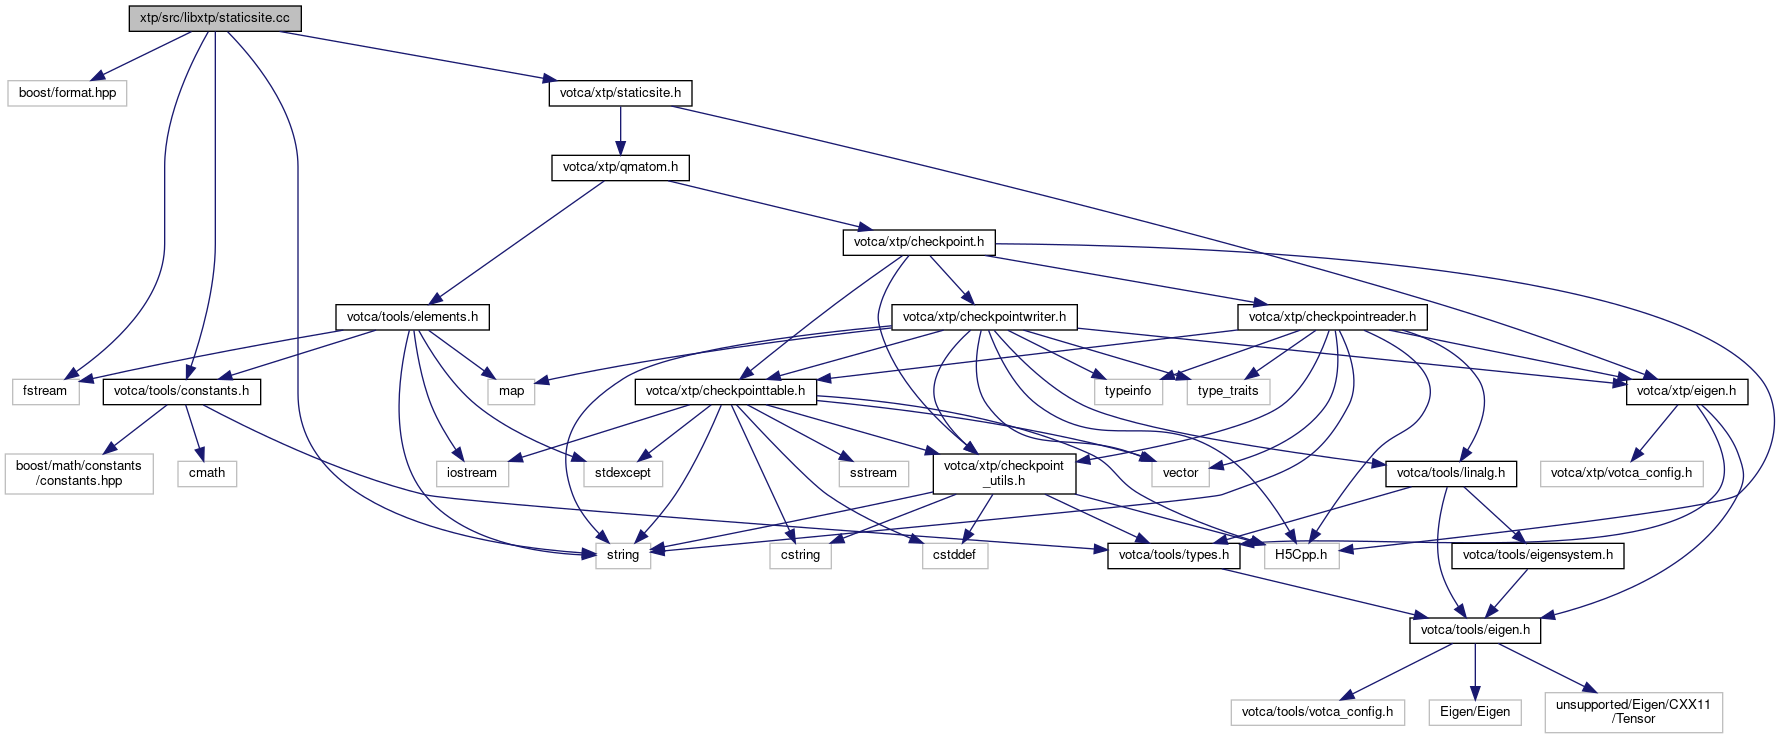 xtp/src/libxtp/staticsite.cc
boost/format.hpp
votca/xtp/staticsite.h
votca/xtp/qmatom.h
votca/xtp/checkpoint.h
votca/tools/elements.h
votca/xtp/checkpointwriter.h
votca/xtp/checkpointreader.h
fstream
votca/tools/constants.h
map
votca/xtp/checkpointtable.h
typeinfo
type_traits
votca/xtp/eigen.h
boost/math/constants
/constants.hpp
cmath
iostream
stdexcept
sstream
votca/xtp/checkpoint
_utils.h
vector
votca/tools/linalg.h
votca/xtp/votca_config.h
string
cstring
cstddef
votca/tools/types.h
H5Cpp.h
votca/tools/eigensystem.h
votca/tools/eigen.h
votca/tools/votca_config.h
Eigen/Eigen
unsupported/Eigen/CXX11
/Tensor